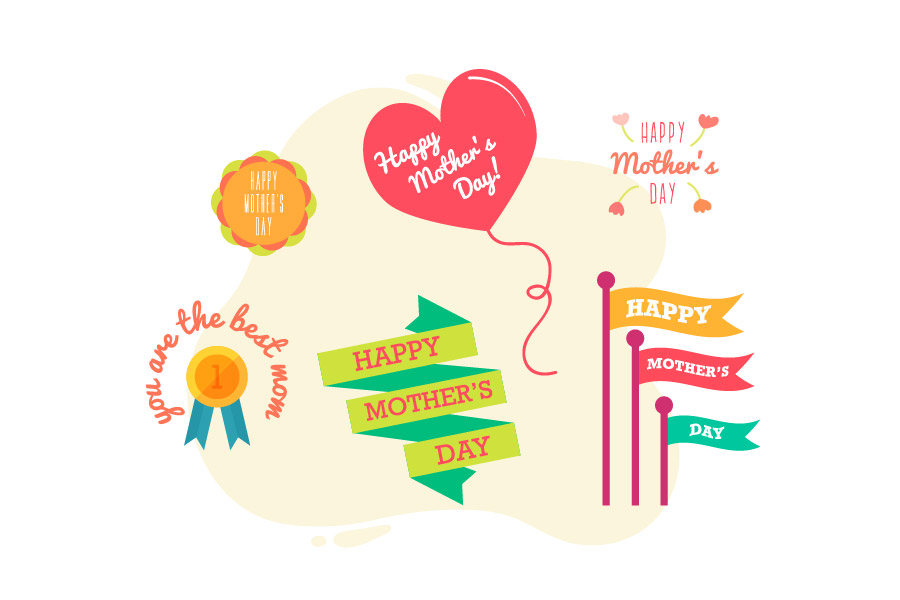 Happy
Mother's
Day!
HAPPY
Mother's
DAY
HAPPY
MOTHER'S
DAY
you are the best mom
1
HAPPY
MOTHER'S
DAY
HAPPY
MOTHER'S
DAY